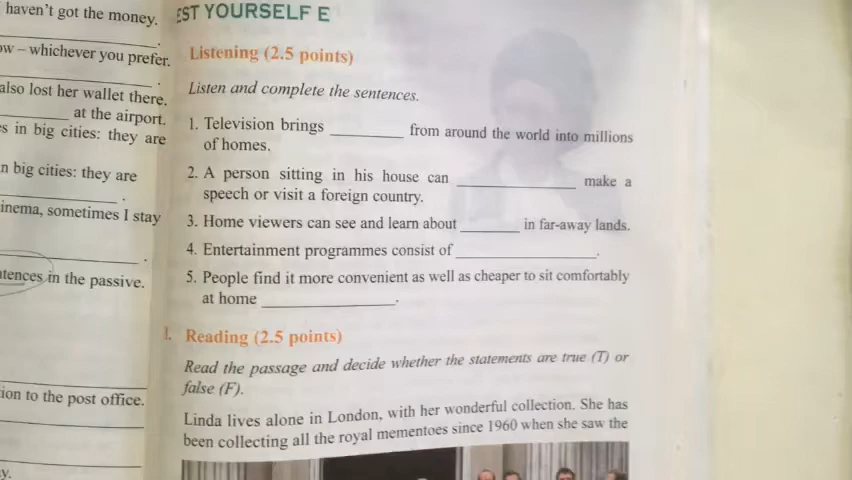 haven't got the money.
.
ow – whichever you prefer.
.
also lost her wallet there.
at the airport.
s in big cities: they are
n big cities: they are
.
inema, sometimes I stay
.
tences in the passive.
ion to the post office.
y.
EST YOURSELF E
Listening (2.5 points)
Listen and complete the sentences.
1. Television brings ________ from around the world into millions
of homes.
2. A person sitting in his house can ____________ make a
speech or visit a foreign country.
3. Home viewers can see and learn about ______ in far-away lands.
4. Entertainment programmes consist of ______________.
5. People find it more convenient as well as cheaper to sit comfortably
at home ______________.
I. Reading (2.5 points)
Read the passage and decide whether the statements are true (T) or
false (F).
Linda lives alone in London, with her wonderful collection. She has
been collecting all the royal mementoes since 1960 when she saw the